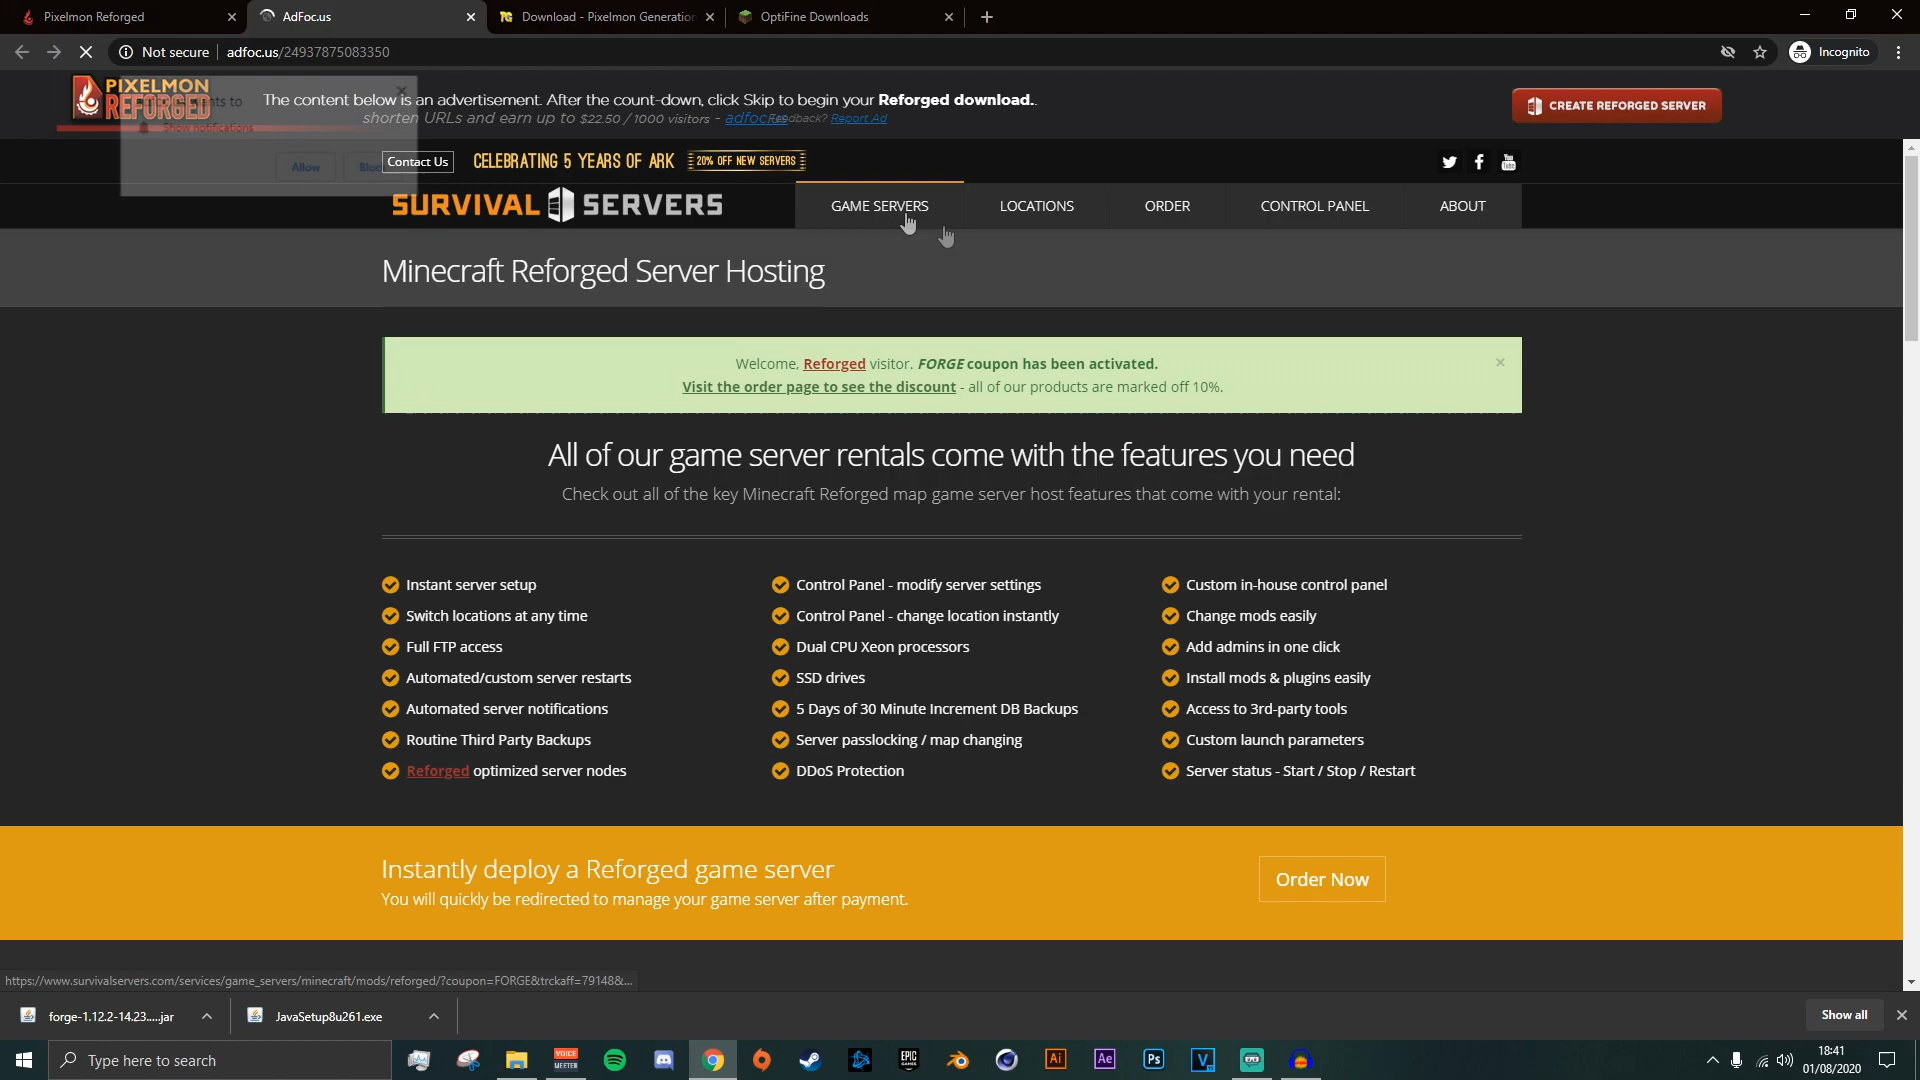 Pixelmon Reforged
AdFoc.us
Download - Pixelmon Generation
OptiFine Downloads
Not secure
adfoc.us/24937875083350
Incognito
PIXELMON
REFORGED
The content below is an advertisement. After the count-down, click Skip to begin your Reforged download..
shorten URLs and earn up to $22.50 / 1000 visitors - adfoc.us
Feedback? Report Ad
CREATE REFORGED SERVER
Show notifications
Allow
Block
Contact Us
CELEBRATING 5 YEARS OF ARK
20% OFF NEW SERVERS
SURVIVAL SERVERS
GAME SERVERS
LOCATIONS
ORDER
CONTROL PANEL
ABOUT
Minecraft Reforged Server Hosting
Welcome, Reforged visitor. FORGE coupon has been activated.
Visit the order page to see the discount - all of our products are marked off 10%.
All of our game server rentals come with the features you need
Check out all of the key Minecraft Reforged map game server host features that come with your rental:
Instant server setup
Switch locations at any time
Full FTP access
Automated/custom server restarts
Automated server notifications
Routine Third Party Backups
Reforged optimized server nodes
Control Panel - modify server settings
Control Panel - change location instantly
Dual CPU Xeon processors
SSD drives
5 Days of 30 Minute Increment DB Backups
Server passlocking / map changing
DDoS Protection
Custom in-house control panel
Change mods easily
Add admins in one click
Install mods & plugins easily
Access to 3rd-party tools
Custom launch parameters
Server status - Start / Stop / Restart
Instantly deploy a Reforged game server
You will quickly be redirected to manage your game server after payment.
Order Now
https://www.survivalservers.com/services/game_servers/minecraft/mods/reforged/?coupon=FORGE&trckaff=79148&...
forge-1.12.2-14.23.....jar
JavaSetup8u261.exe
Show all
Type here to search
VOICE
MEETER
EPIC
GAMES
Ai
Ae
Ps
V
18:41
01/08/2020